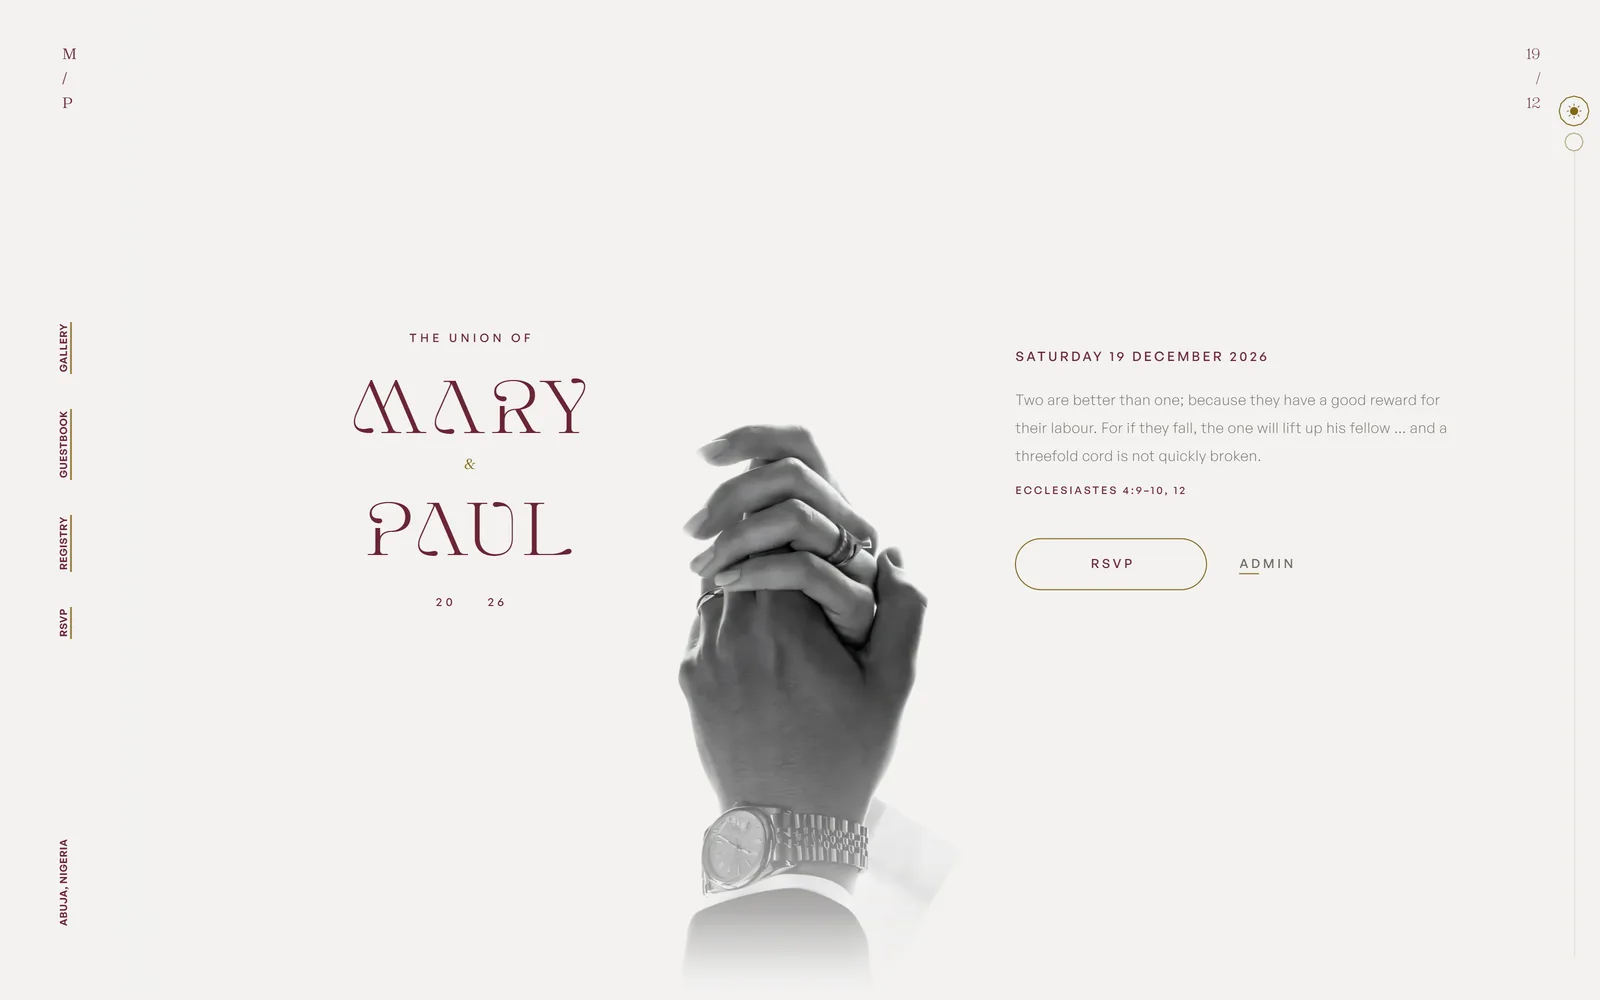 M
/
P
19
/
12
GALLERY
GUESTBOOK
REGISTRY
RSVP
ABUJA, NIGERIA
THE UNION OF
MARY
&
PAUL
20 26
SATURDAY 19 DECEMBER 2026
Two are better than one; because they have a good reward for
their labour. For if they fall, the one will lift up his fellow ... and a
threefold cord is not quickly broken.
ECCLESIASTES 4:9–10, 12
RSVP
ADMIN